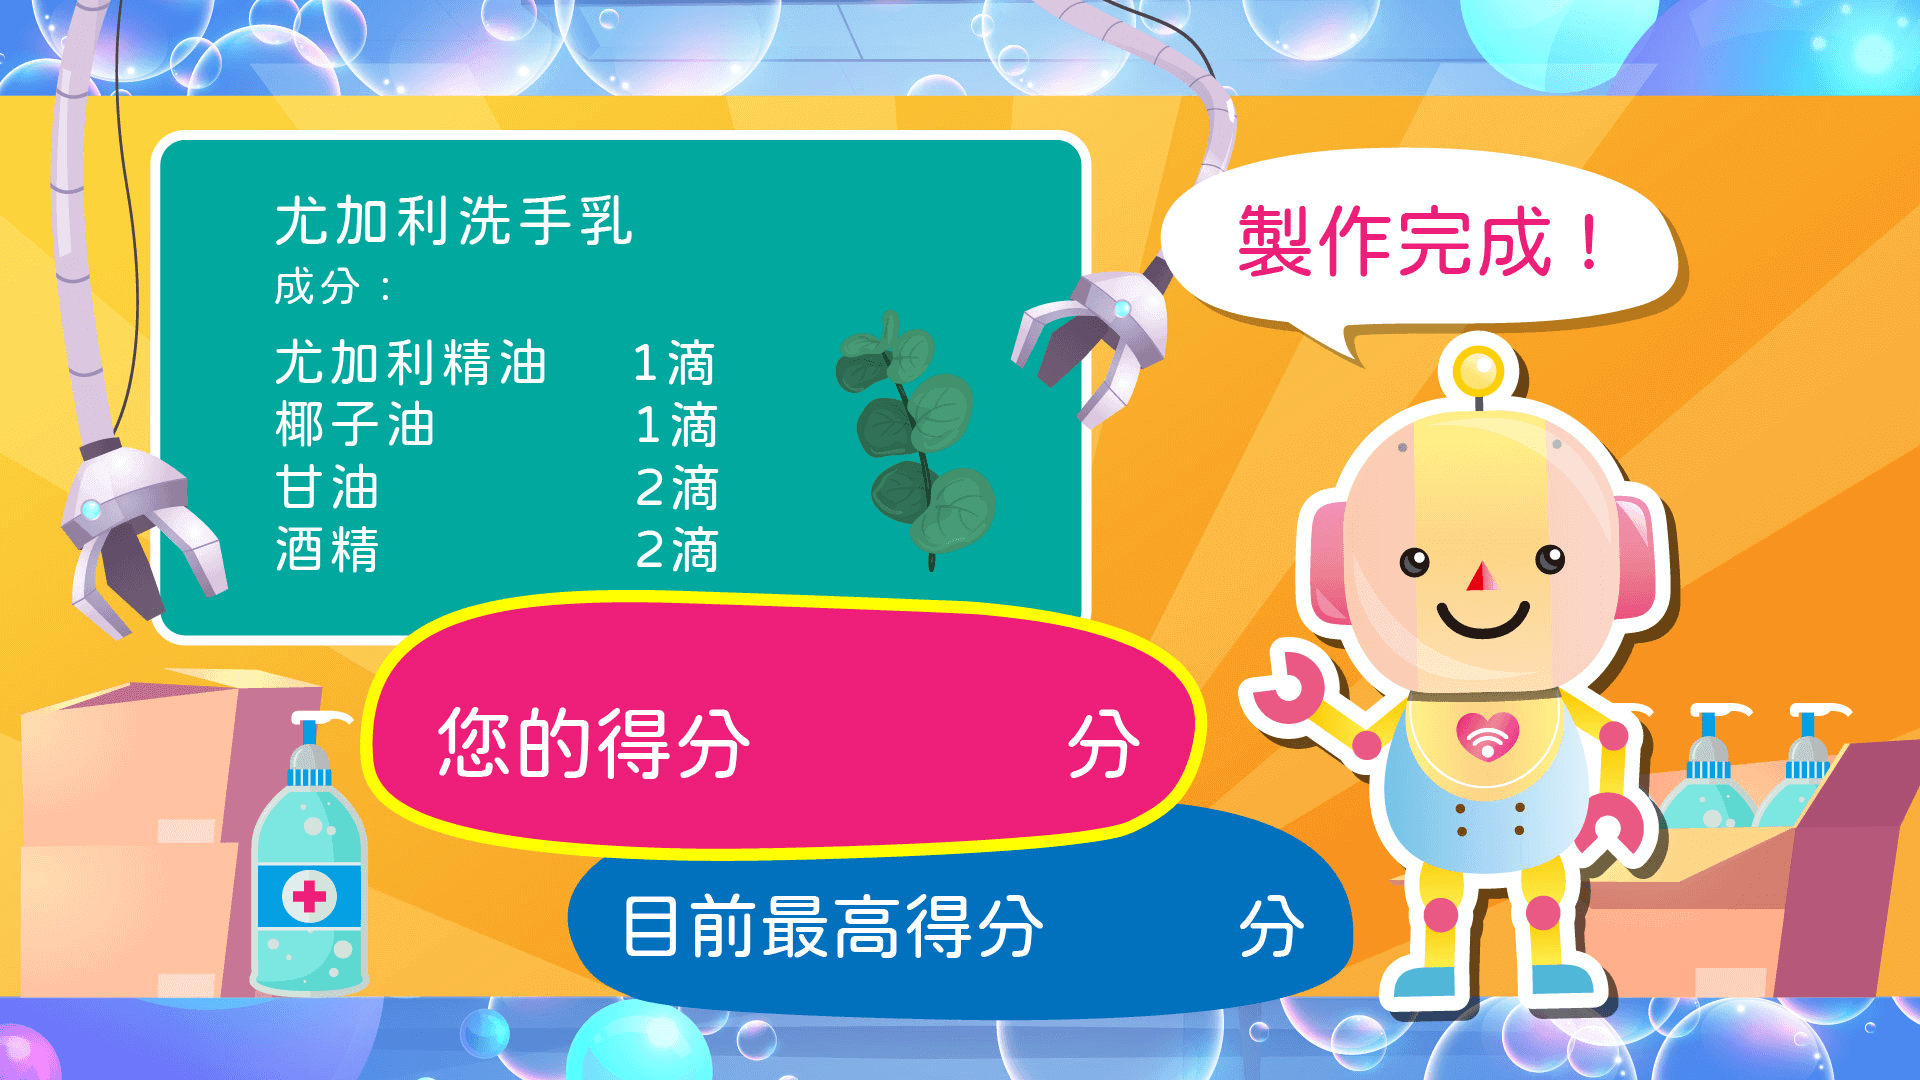 尤加利洗手乳
成分：
尤加利精油 1滴
椰子油 1滴
甘油 2滴
酒精 2滴
製作完成！
您的得分 分
目前最高得分 分